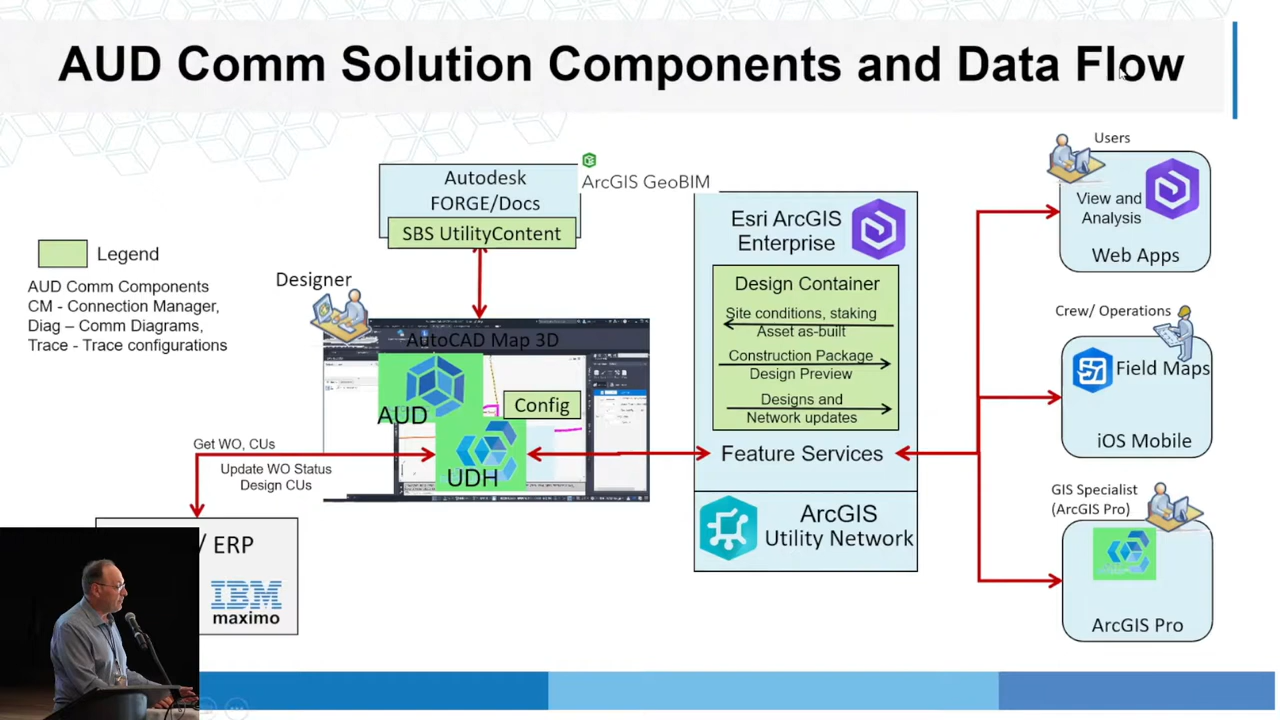 AUD Comm Solution Components and Data Flow
Autodesk
FORGE/Docs
SBS UtilityContent
ArcGIS GeoBIM
Legend
AUD Comm Components
CM - Connection Manager,
Diag – Comm Diagrams,
Trace - Trace configurations
Designer
AutoCAD Map 3D
AUD
Config
UDH
Get WO, CUs
Update WO Status
Design CUs
/ ERP
IBM
maximo
Esri ArcGIS
Enterprise
Design Container
Site conditions, staking
Asset as-built
Construction Package
Design Preview
Designs and
Network updates
Feature Services
ArcGIS
Utility Network
Users
View and
Analysis
Web Apps
Crew/ Operations
Field Maps
iOS Mobile
GIS Specialist
(ArcGIS Pro)
ArcGIS Pro